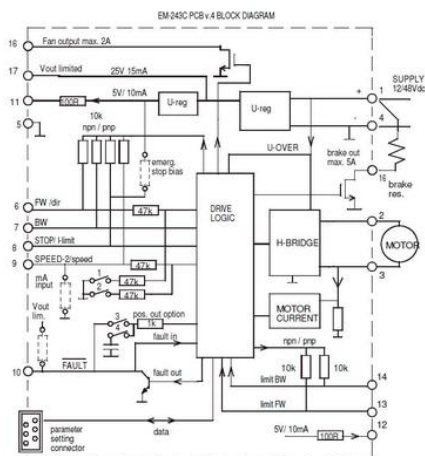 EM-243C PCB v.4 BLOCK DIAGRAM
16 Fan output max. 2A
17 Vout limited 25V 15mA
11 100R 5V/ 10mA U-reg U-reg
SUPPLY
12/48Vdc
+ 1
- 4
5
10k
npn / pnp
emerg.
stop bias
U-OVER
brake out
max. 5A
16
brake
res.
6 FW /dir 47k
7 BW
8 STOP/ I-limit
9 SPEED-2/speed 47k
DRIVE
LOGIC
H-BRIDGE
2
MOTOR
3
mA
input
1 47k
2 47k
Vout
lim.
MOTOR
CURRENT
pos. out option
3 1k
4
fault in
npn / pnp
10k 10k
10 FAULT
fault out
limit BW 14
limit FW 13
12
5V/ 10mA 100R
parameter
setting
connector
data